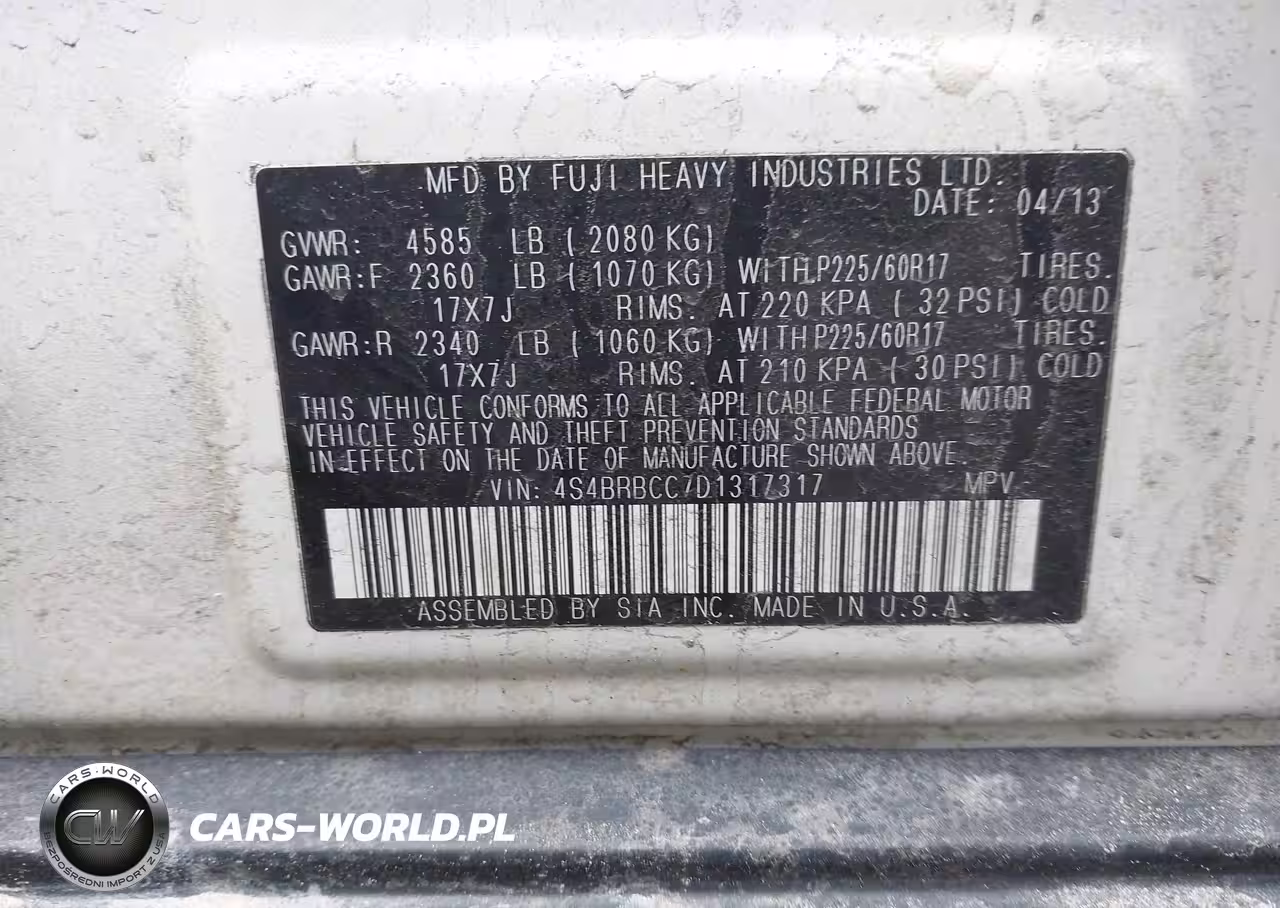 MFD BY FUJI HEAVY INDUSTRIES LTD.
DATE: 04/13
GVWR: 4585 LB ( 2080 KG)
GAWR:F 2360 LB ( 1070 KG) WITH P225/60R17 TIRES.
17X7J RIMS. AT 220 KPA ( 32 PSI) COLD
GAWR:R 2340 LB ( 1060 KG) WITH P225/60R17 TIRES.
17X7J RIMS. AT 210 KPA ( 30 PSI) COLD
THIS VEHICLE CONFORMS TO ALL APPLICABLE FEDERAL MOTOR
VEHICLE SAFETY AND THEFT PREVENTION STANDARDS
IN EFFECT ON THE DATE OF MANUFACTURE SHOWN ABOVE.
VIN: 4S4BRBCC7D1317317 MPV
ASSEMBLED BY SIA INC. MADE IN U.S.A.
CARS-WORLD
CW
BEZPOŚREDNI IMPORT Z USA
CARS-WORLD.PL